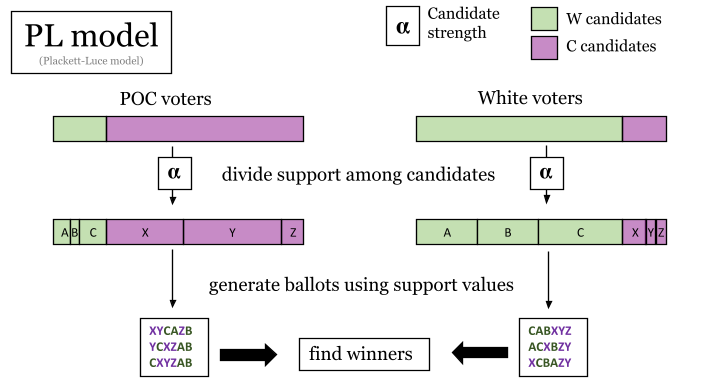 PL model
(Plackett-Luce model)
α
Candidate
strength
W candidates
C candidates
POC voters
White voters
α
divide support among candidates
α
A B C X Y Z
A B C X Y Z
generate ballots using support values
XYCAZB
YCXZAB
CXYZAB
find winners
CABXYZ
ACXBZY
XCBAZY